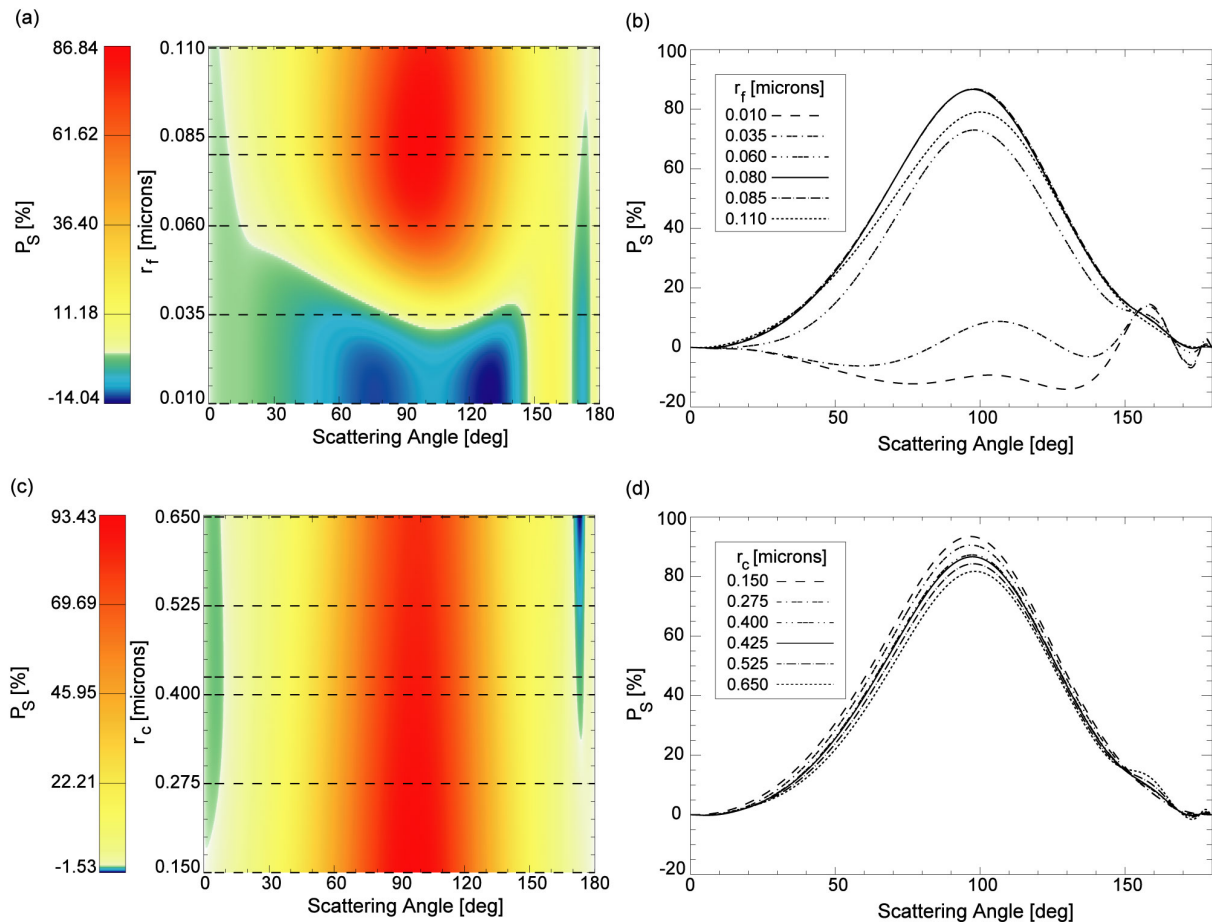 (a)
86.84
61.62
36.40
11.18
-14.04
P_S [%]
r_f [microns]
0.110
0.085
0.060
0.035
0.010
0 30 60 90 120 150 180
Scattering Angle [deg]
(b)
100
80
60
40
20
0
-20
P_S [%]
r_f [microns]
0.010
0.035
0.060
0.080
0.085
0.110
0 50 100 150
Scattering Angle [deg]
(c)
93.43
69.69
45.95
22.21
-1.53
P_S [%]
r_c [microns]
0.650
0.525
0.400
0.275
0.150
0 30 60 90 120 150 180
Scattering Angle [deg]
(d)
100
80
60
40
20
0
-20
P_S [%]
r_c [microns]
0.150
0.275
0.400
0.425
0.525
0.650
0 50 100 150
Scattering Angle [deg]